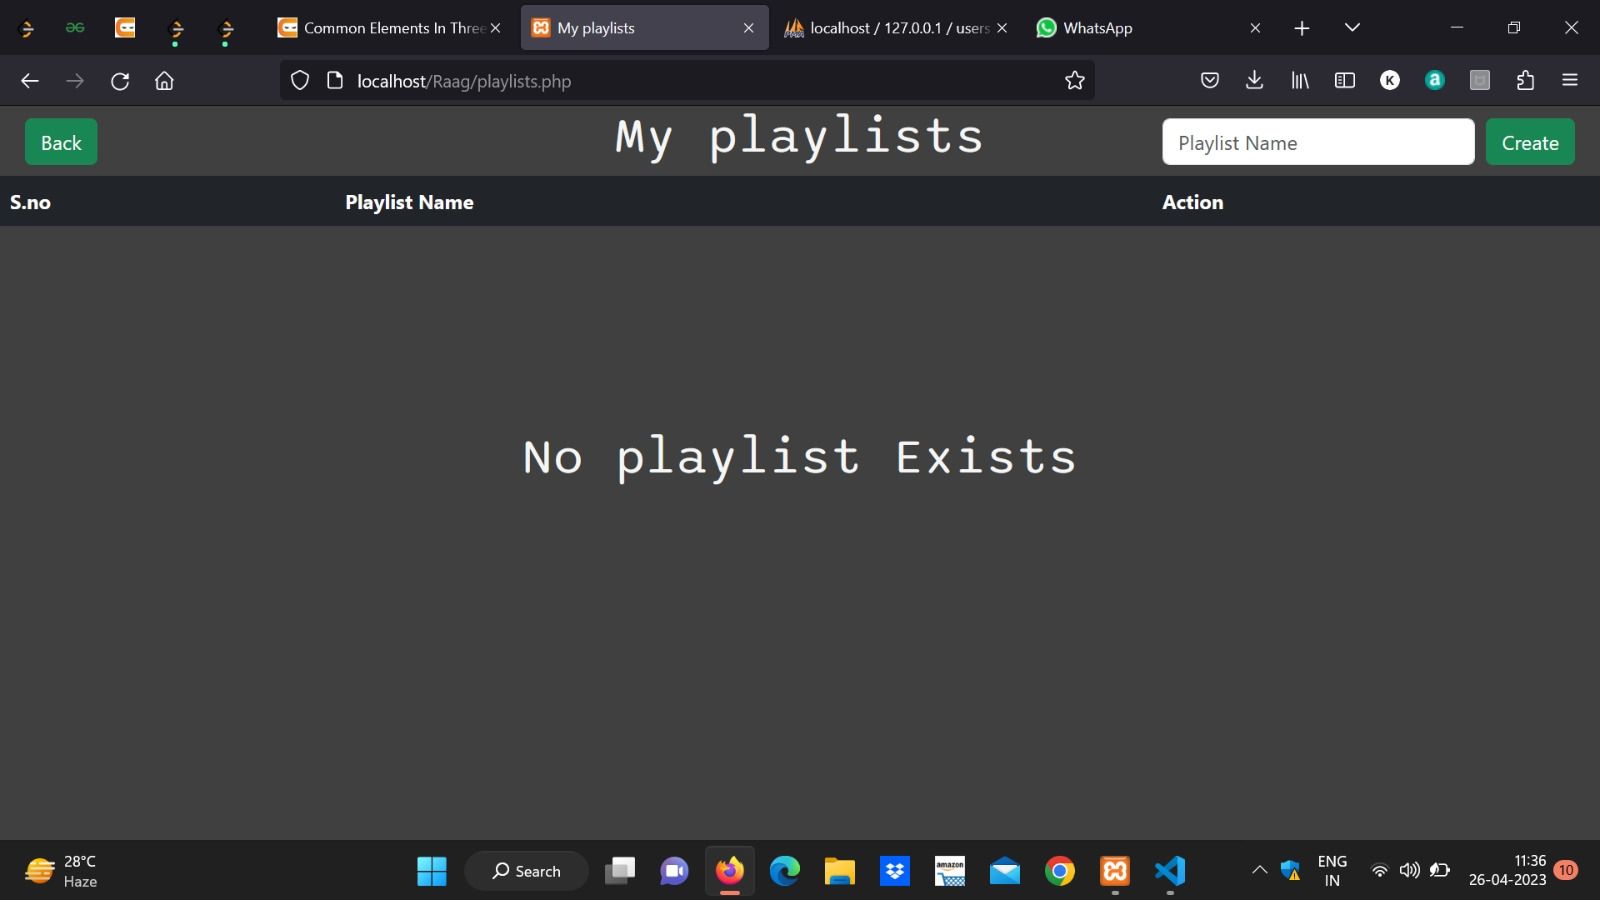 Common Elements In Three
My playlists
localhost / 127.0.0.1 / users
WhatsApp
localhost/Raag/playlists.php
K
a
Back
My playlists
Playlist Name
Create
S.no
Playlist Name
Action
No playlist Exists
28°C
Haze
Search
amazon
ENG
IN
11:36
26-04-2023
10